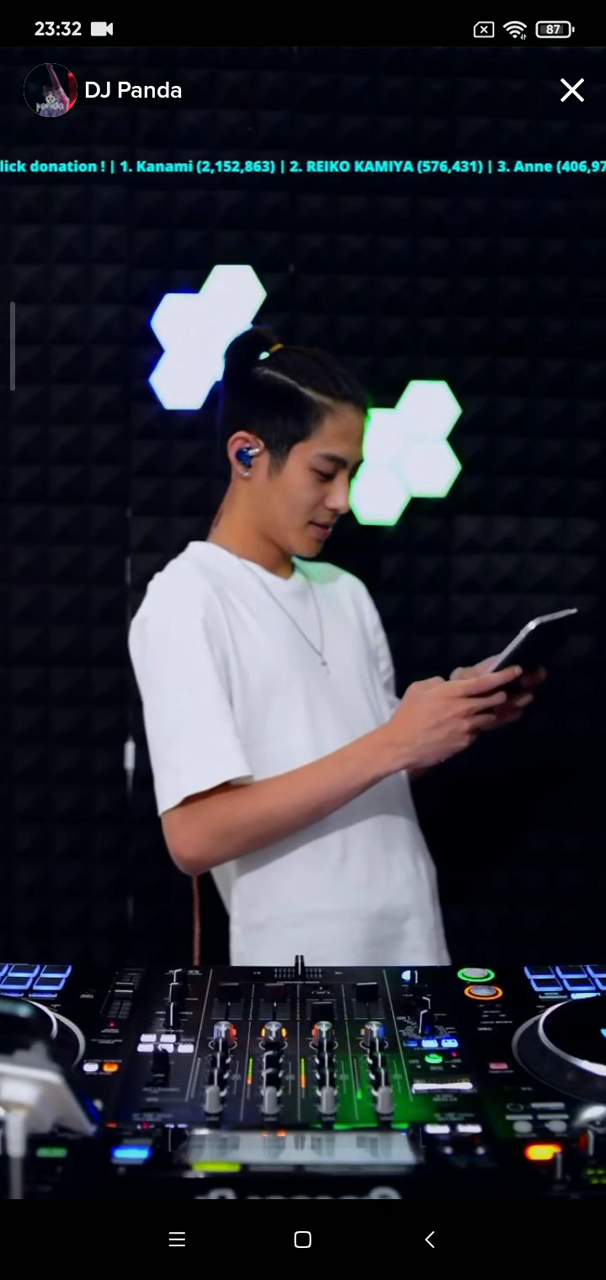 23:32
87
DJ Panda
lick donation ! | 1. Kanami (2,152,863) | 2. REIKO KAMIYA (576,431) | 3. Anne (406,97